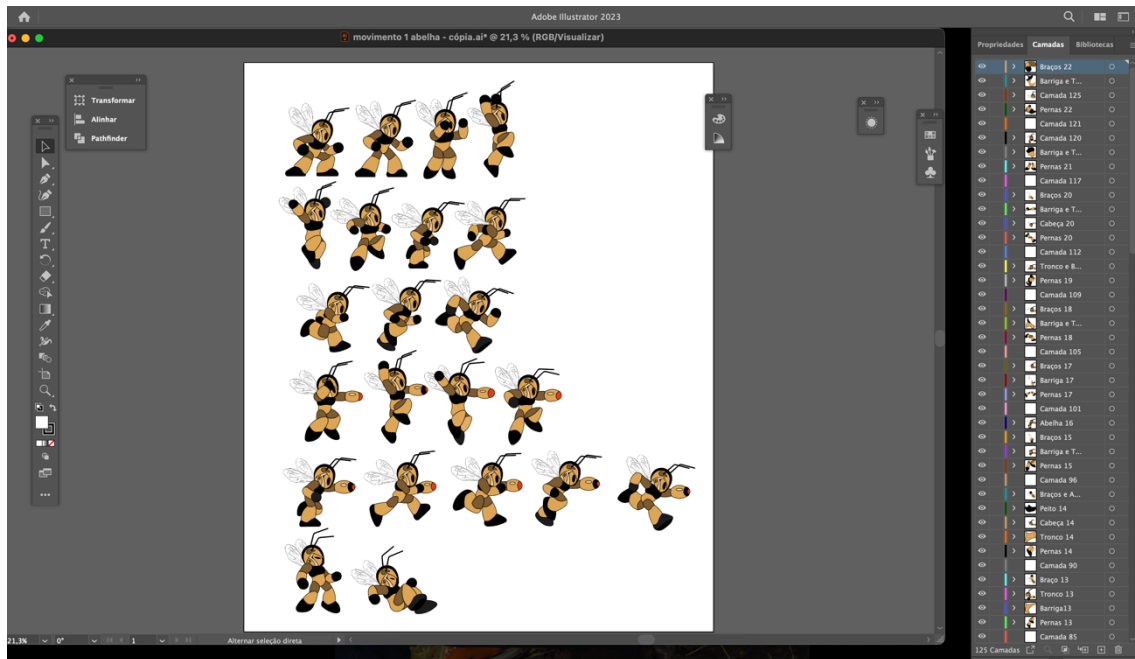 Adobe Illustrator 2023
movimento 1 abelha - cópia.ai* @ 21,3 % (RGB/Visualizar)
Propriedades Camadas Bibliotecas
Transformar
Alinhar
Pathfinder
Braços 22
Barriga e T...
Camada 125
Pernas 22
Camada 121
Camada 120
Barriga e T...
Pernas 21
Camada 117
Braços 20
Barriga e T...
Cabeça 20
Pernas 20
Camada 112
Tronco e B...
Pernas 19
Camada 109
Braços 18
Barriga e T...
Pernas 18
Camada 105
Braços 17
Barriga 17
Pernas 17
Camada 101
Abelha 16
Braços 15
Barriga e T...
Pernas 15
Camada 96
Braços e A...
Peito 14
Cabeça 14
Tronco 14
Pernas 14
Camada 90
Braço 13
Tronco 13
Barriga13
Pernas 13
Camada 85
21,3% 0° 1 Alternar seleção direta
125 Camadas